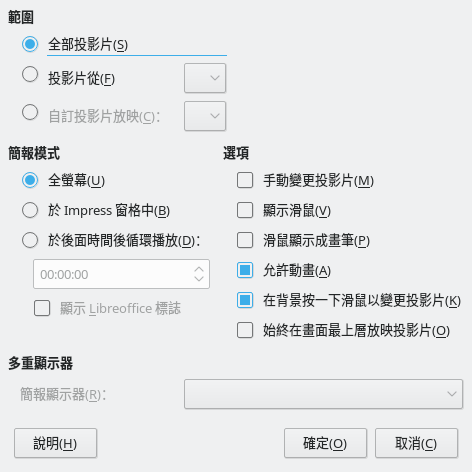 範圍
全部投影片(S)
投影片從(F)
自訂投影片放映(C):
簡報模式
全螢幕(U)
於 Impress 窗格中(B)
於後面時間後循環播放(D):
00:00:00
顯示 Libreoffice 標誌
選項
手動變更投影片(M)
顯示滑鼠(V)
滑鼠顯示成畫筆(P)
允許動畫(A)
在背景按一下滑鼠以變更投影片(K)
始終在畫面最上層放映投影片(O)
多重顯示器
簡報顯示器(R):
說明(H)
確定(O)
取消(C)